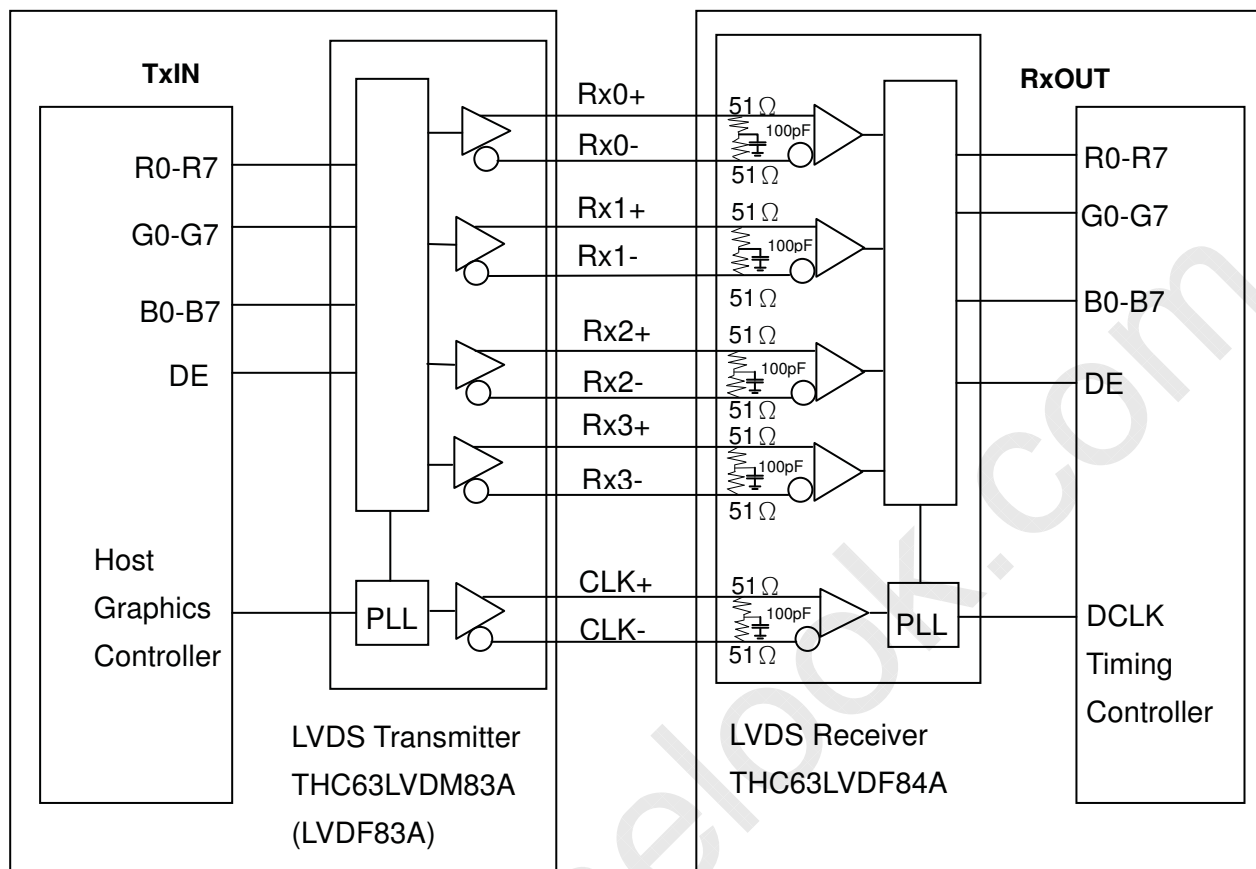 TxIN
R0-R7
G0-G7
B0-B7
DE
Host
Graphics
Controller
PLL
LVDS Transmitter
THC63LVDM83A
(LVDF83A)
Rx0+
Rx0-
Rx1+
Rx1-
Rx2+
Rx2-
Rx3+
Rx3-
CLK+
CLK-
51Ω
100pF
51Ω
51Ω
100pF
51Ω
51Ω
100pF
51Ω
51Ω
100pF
51Ω
51Ω
100pF
51Ω
PLL
LVDS Receiver
THC63LVDF84A
RxOUT
R0-R7
G0-G7
B0-B7
DE
DCLK
Timing
Controller
elook.com